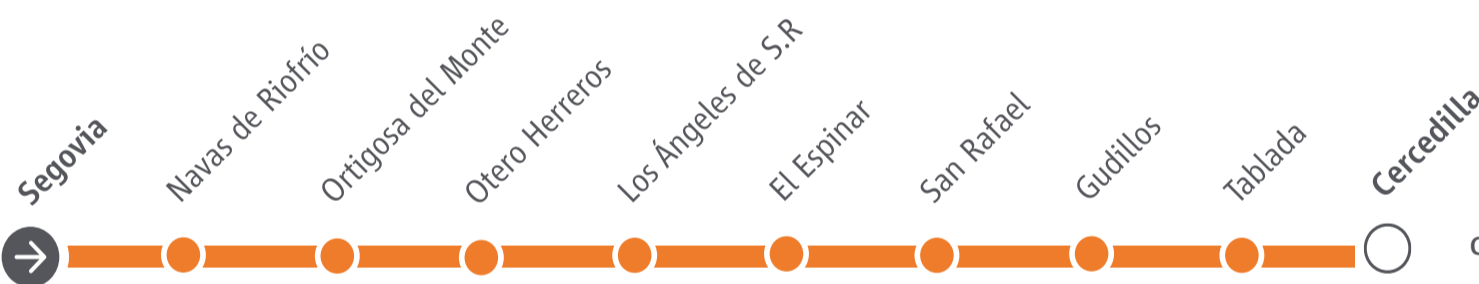 Segovia
Navas de Riofrío
Ortigosa del Monte
Otero Herreros
Los Ángeles de S.R
El Espinar
San Rafael
Gudillos
Tablada
Cercedilla